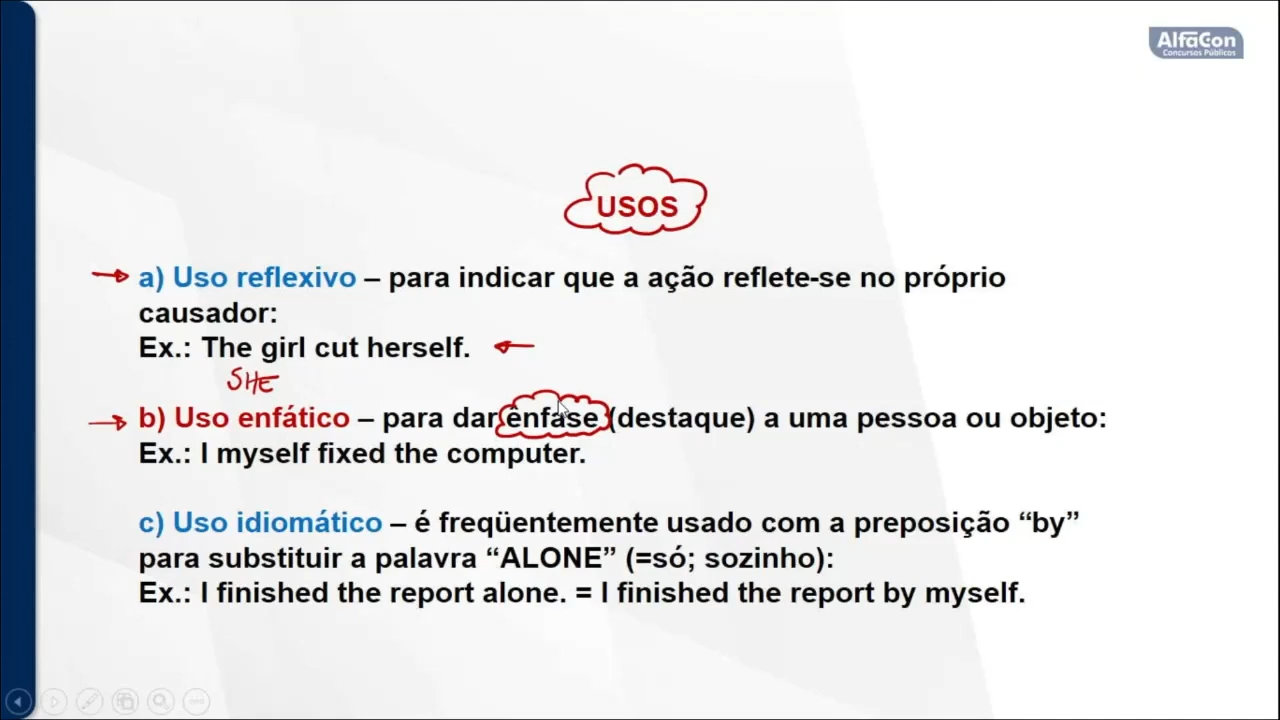 AlfaCon
Concursos Públicos
USOS
a) Uso reflexivo – para indicar que a ação reflete-se no próprio
causador:
Ex.: The girl cut herself.
SHE
b) Uso enfático – para dar ênfase (destaque) a uma pessoa ou objeto:
Ex.: I myself fixed the computer.
c) Uso idiomático – é freqüentemente usado com a preposição “by”
para substituir a palavra “ALONE” (=só; sozinho):
Ex.: I finished the report alone. = I finished the report by myself.